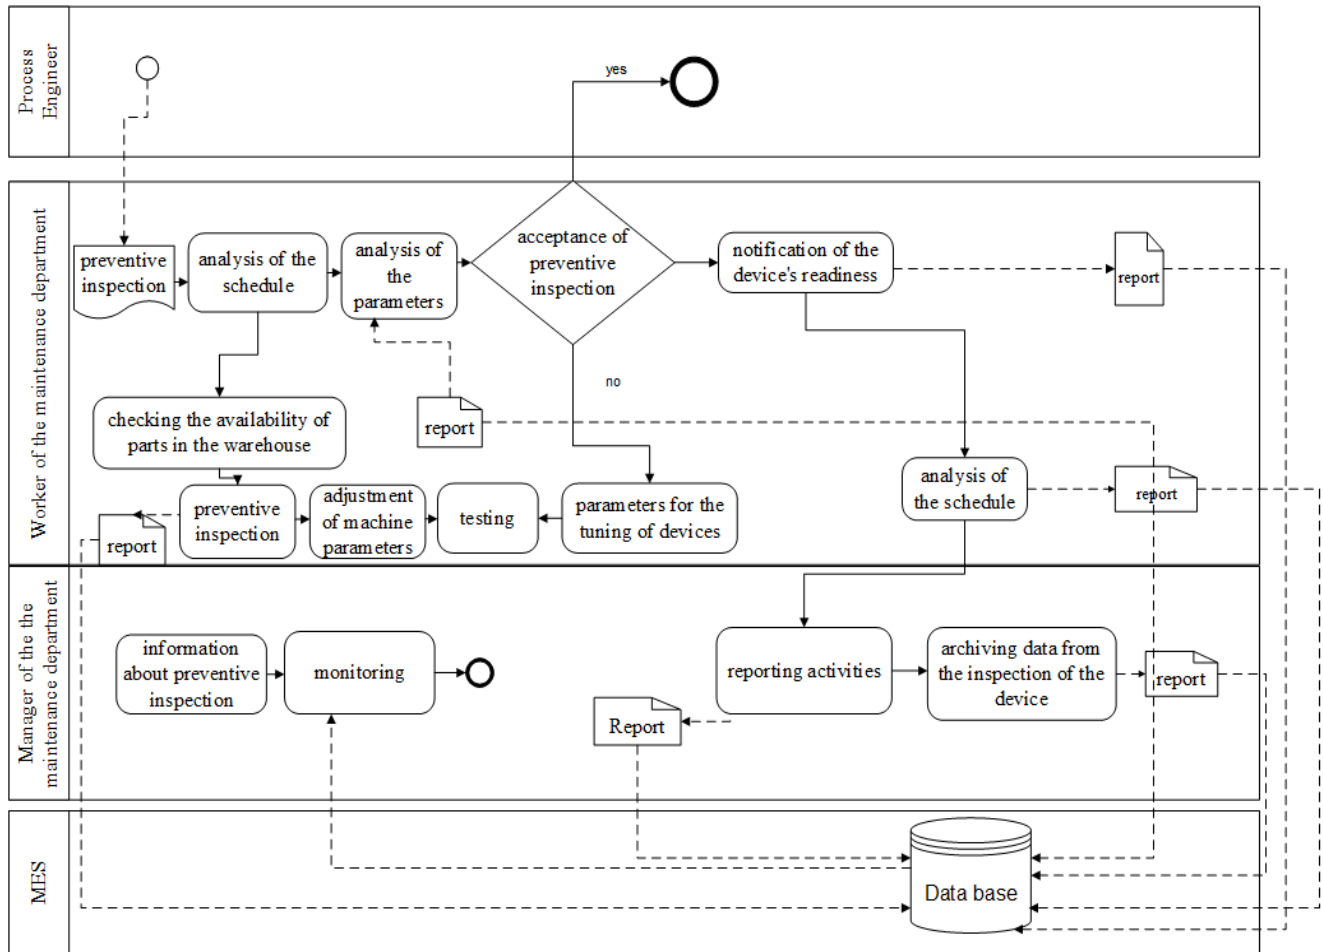 Process
Engineer
yes
Worker of the maintenance department
preventive
inspection
analysis of the
schedule
analysis of
the
parameters
acceptance of
preventive
inspection
notification of the
device's readiness
report
no
checking the availability of
parts in the warehouse
report
analysis of
the schedule
report
report
preventive
inspection
adjustment
of machine
parameters
testing
parameters for the
tuning of devices
Manager of the the
maintenance department
information
about preventive
inspection
monitoring
reporting activities
archiving data from
the inspection of the
device
report
Report
MES
Data base